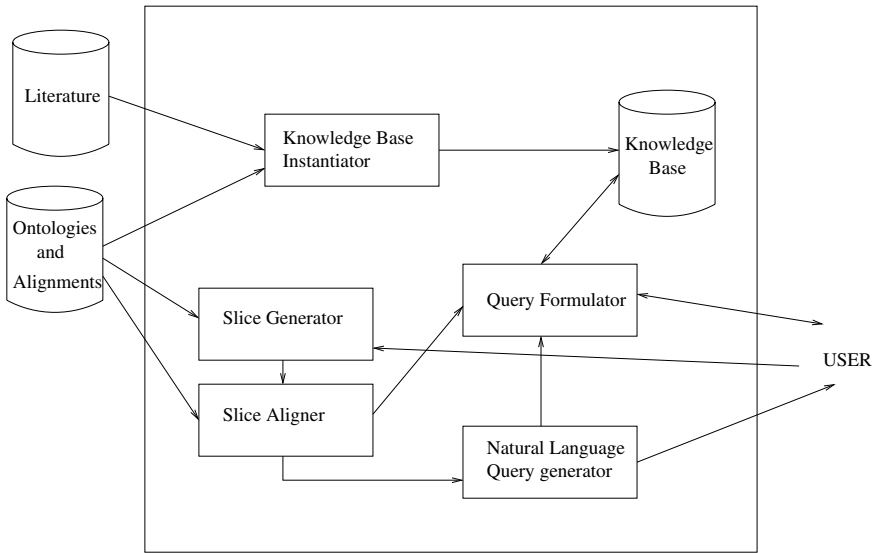 Literature
Knowledge Base
Instantiator
Knowledge
Base
Ontologies
and
Alignments
Slice Generator
Query Formulator
USER
Slice Aligner
Natural Language
Query generator